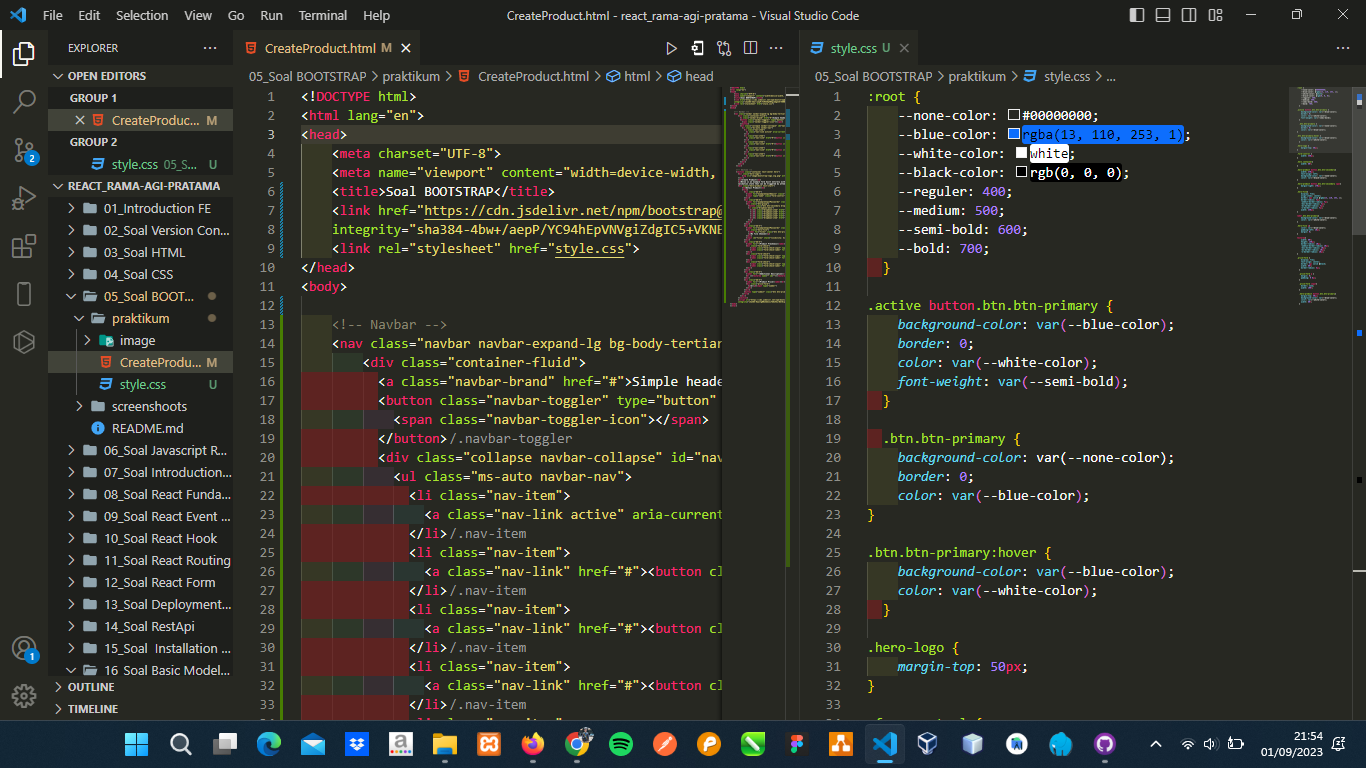 File Edit Selection View Go Run Terminal Help
CreateProduct.html - react_rama-agi-pratama - Visual Studio Code
EXPLORER
OPEN EDITORS
GROUP 1
CreateProduc... M
GROUP 2
style.css 05_S... U
REACT_RAMA-AGI-PRATAMA
01_Introduction FE
02_Soal Version Con...
03_Soal HTML
04_Soal CSS
05_Soal BOOT...
praktikum
image
CreateProdu... M
style.css U
screenshoots
README.md
06_Soal Javascript R...
07_Soal Introduction...
08_Soal React Funda...
09_Soal React Event ...
10_Soal React Hook
11_Soal React Routing
12_Soal React Form
13_Soal Deployment...
14_Soal RestApi
15_Soal Installation ...
16 Soal Basic Model...
OUTLINE
TIMELINE
2
1
CreateProduct.html M
05_Soal BOOTSTRAP > praktikum > CreateProduct.html > html > head
1 <!DOCTYPE html>
2 <html lang="en">
3 <head>
4 <meta charset="UTF-8">
5 <meta name="viewport" content="width=device-width,
6 <title>Soal BOOTSTRAP</title>
7 <link href="https://cdn.jsdelivr.net/npm/bootstrap@
8 integrity="sha384-4bw+/aepP/YC94hEpVNVgiZdgIC5+VKNE
9 <link rel="stylesheet" href="style.css">
10 </head>
11 <body>
12
13 <!-- Navbar -->
14 <nav class="navbar navbar-expand-lg bg-body-tertiar
15 <div class="container-fluid">
16 <a class="navbar-brand" href="#">Simple heade
17 <button class="navbar-toggler" type="button"
18 <span class="navbar-toggler-icon"></span>
19 </button>/.navbar-toggler
20 <div class="collapse navbar-collapse" id="nav
21 <ul class="ms-auto navbar-nav">
22 <li class="nav-item">
23 <a class="nav-link active" aria-current
24 </li>/.nav-item
25 <li class="nav-item">
26 <a class="nav-link" href="#"><button cl
27 </li>/.nav-item
28 <li class="nav-item">
29 <a class="nav-link" href="#"><button cl
30 </li>/.nav-item
31 <li class="nav-item">
32 <a class="nav-link" href="#"><button cl
33 </li>/.nav-item
style.css U
05_Soal BOOTSTRAP > praktikum > style.css > ...
1 :root {
2 --none-color: #00000000;
3 --blue-color: rgba(13, 110, 253, 1);
4 --white-color: white;
5 --black-color: rgb(0, 0, 0);
6 --reguler: 400;
7 --medium: 500;
8 --semi-bold: 600;
9 --bold: 700;
10 }
11
12 .active button.btn.btn-primary {
13 background-color: var(--blue-color);
14 border: 0;
15 color: var(--white-color);
16 font-weight: var(--semi-bold);
17 }
18
19 .btn.btn-primary {
20 background-color: var(--none-color);
21 border: 0;
22 color: var(--blue-color);
23 }
24
25 .btn.btn-primary:hover {
26 background-color: var(--blue-color);
27 color: var(--white-color);
28 }
29
30 .hero-logo {
31 margin-top: 50px;
32 }
33
21:54
01/09/2023